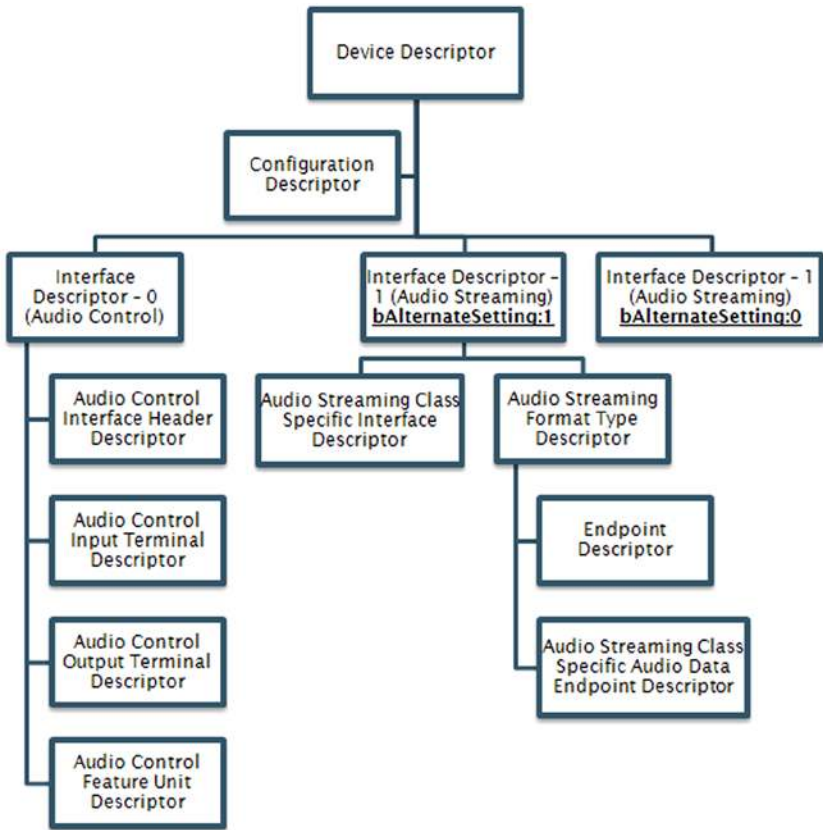 Device Descriptor
Configuration
Descriptor
Interface
Descriptor – 0
(Audio Control)
Interface Descriptor –
1 (Audio Streaming)
bAlternateSetting:1
Interface Descriptor – 1
(Audio Streaming)
bAlternateSetting:0
Audio Control
Interface Header
Descriptor
Audio Streaming Class
Specific Interface
Descriptor
Audio Streaming
Format Type
Descriptor
Audio Control
Input Terminal
Descriptor
Endpoint
Descriptor
Audio Control
Output Terminal
Descriptor
Audio Streaming Class
Specific Audio Data
Endpoint Descriptor
Audio Control
Feature Unit
Descriptor